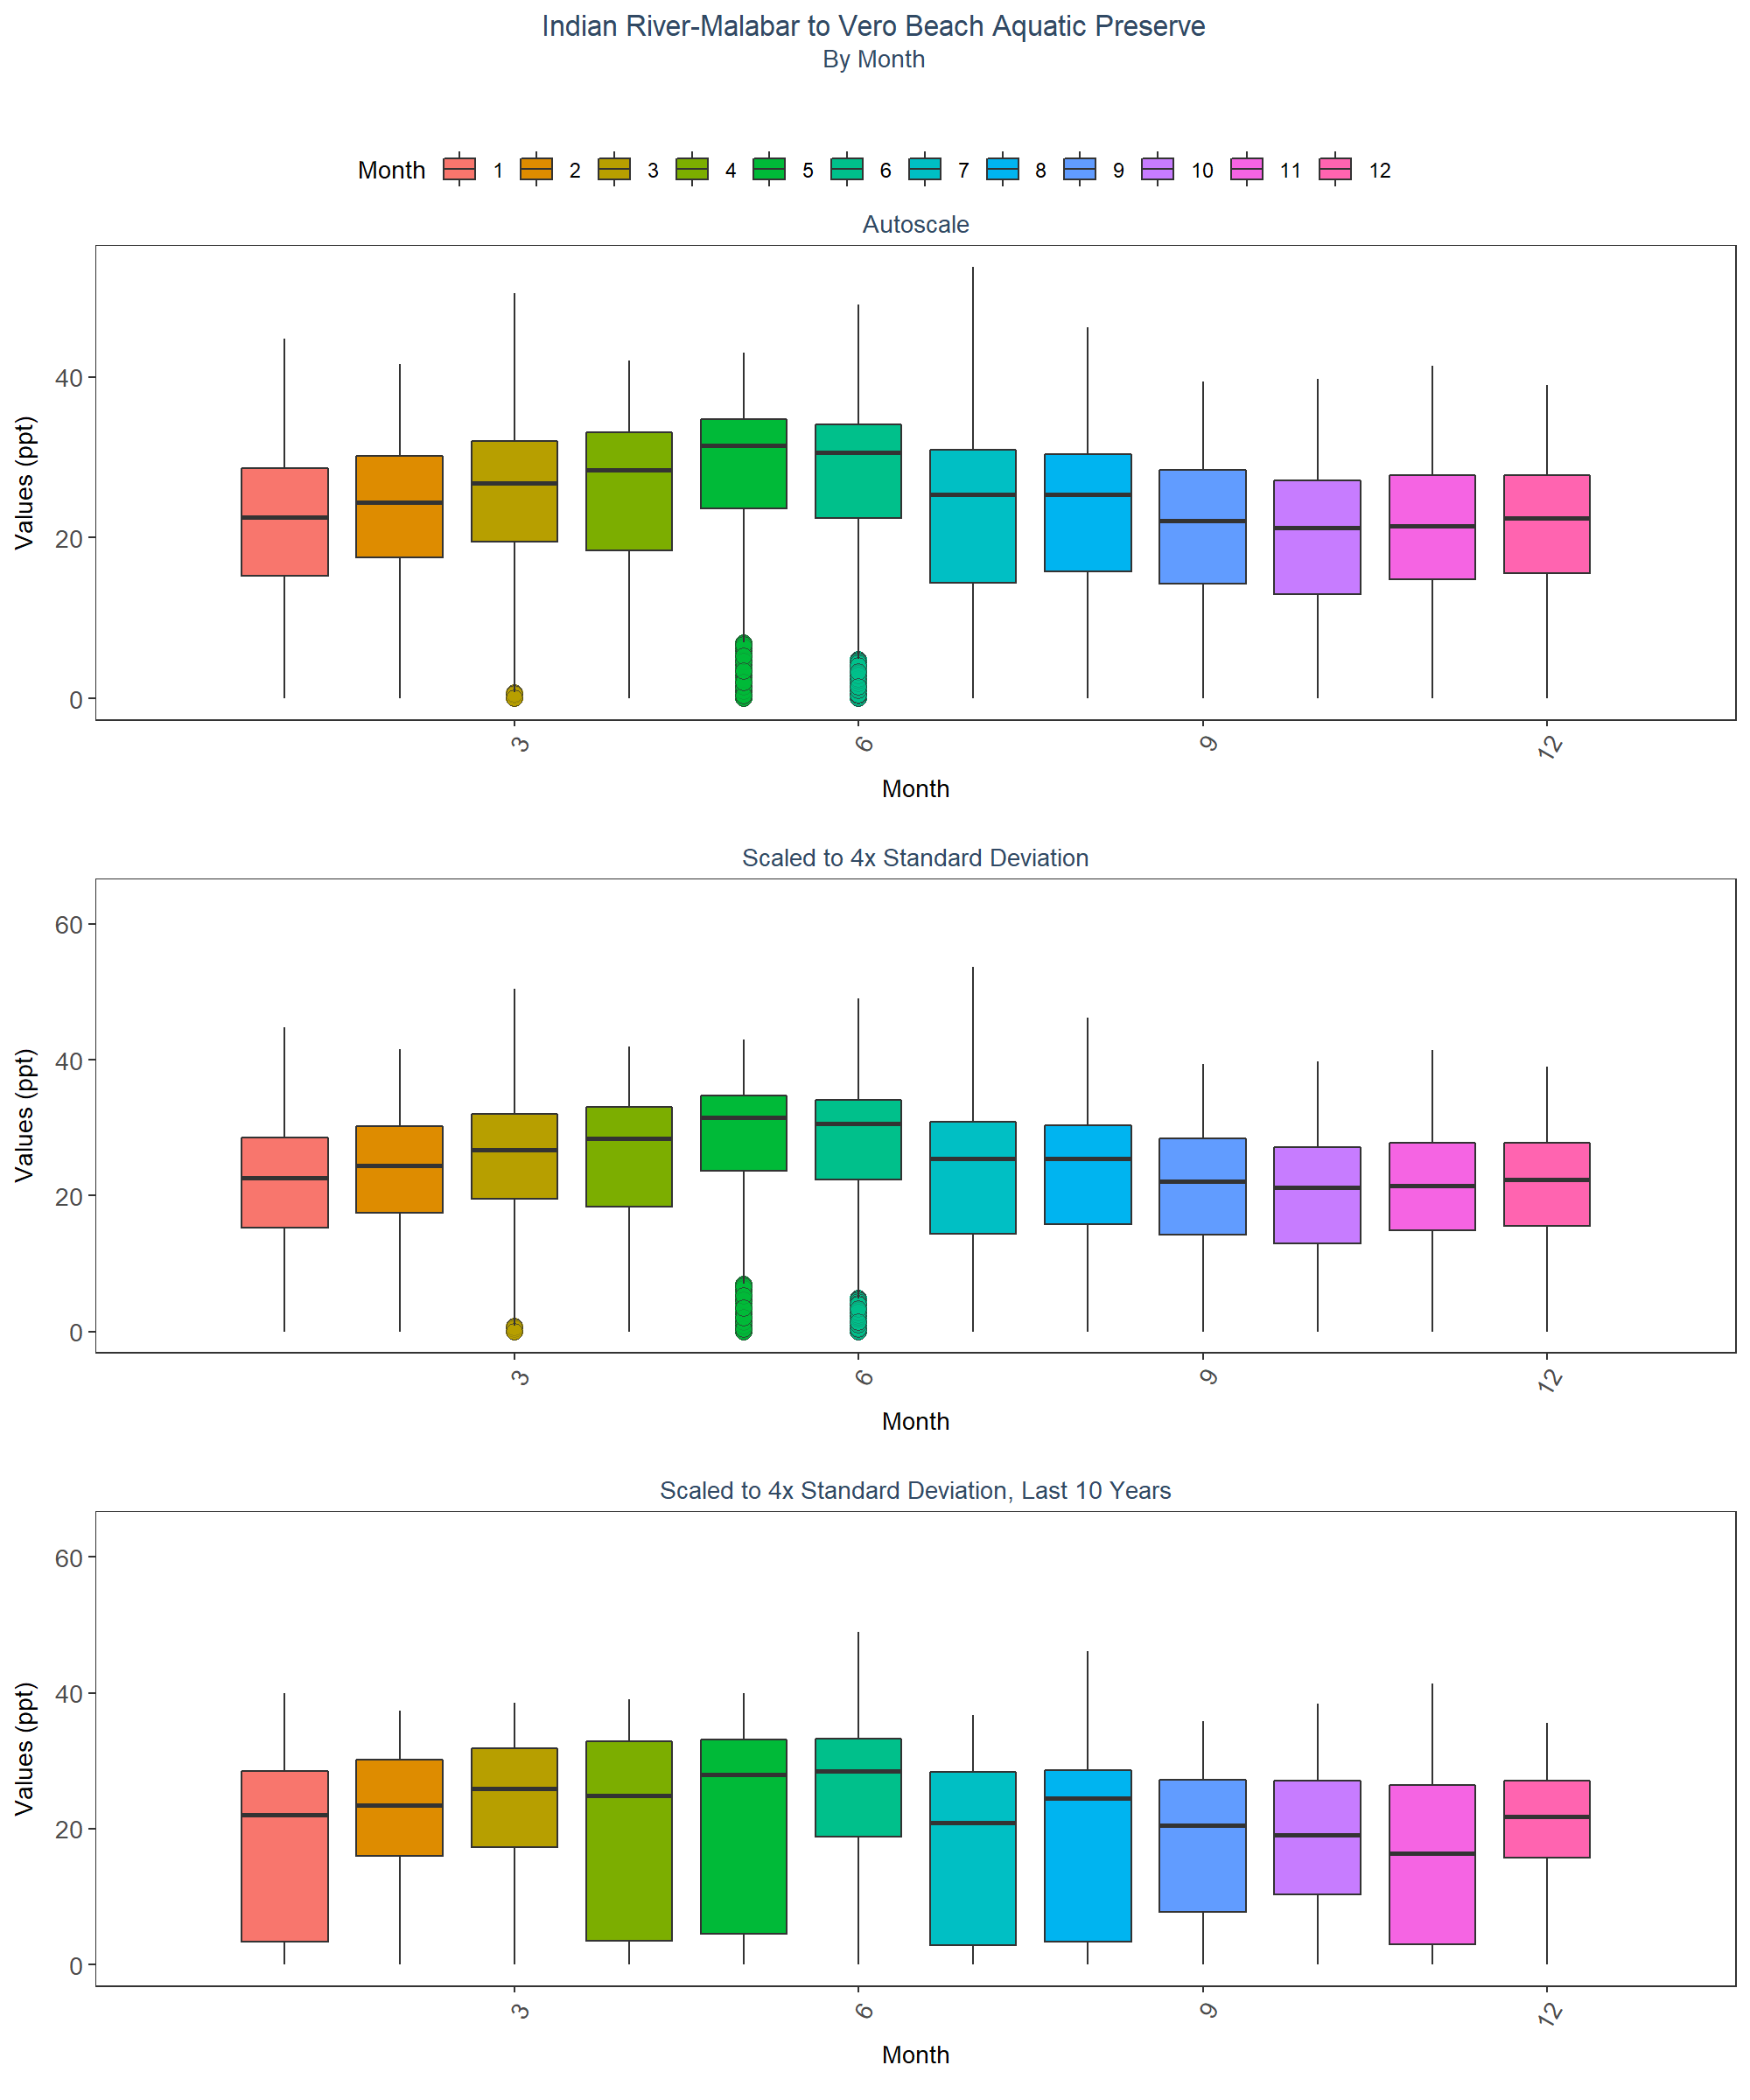 Indian River-Malabar to Vero Beach Aquatic Preserve
By Month
Month 1 2 3 4 5 6 7 8 9 10 11 12
Autoscale
Values (ppt)
40
20
0
3 6 9 12
Month
Scaled to 4x Standard Deviation
Values (ppt)
60
40
20
0
3 6 9 12
Month
Scaled to 4x Standard Deviation, Last 10 Years
Values (ppt)
60
40
20
0
3 6 9 12
Month